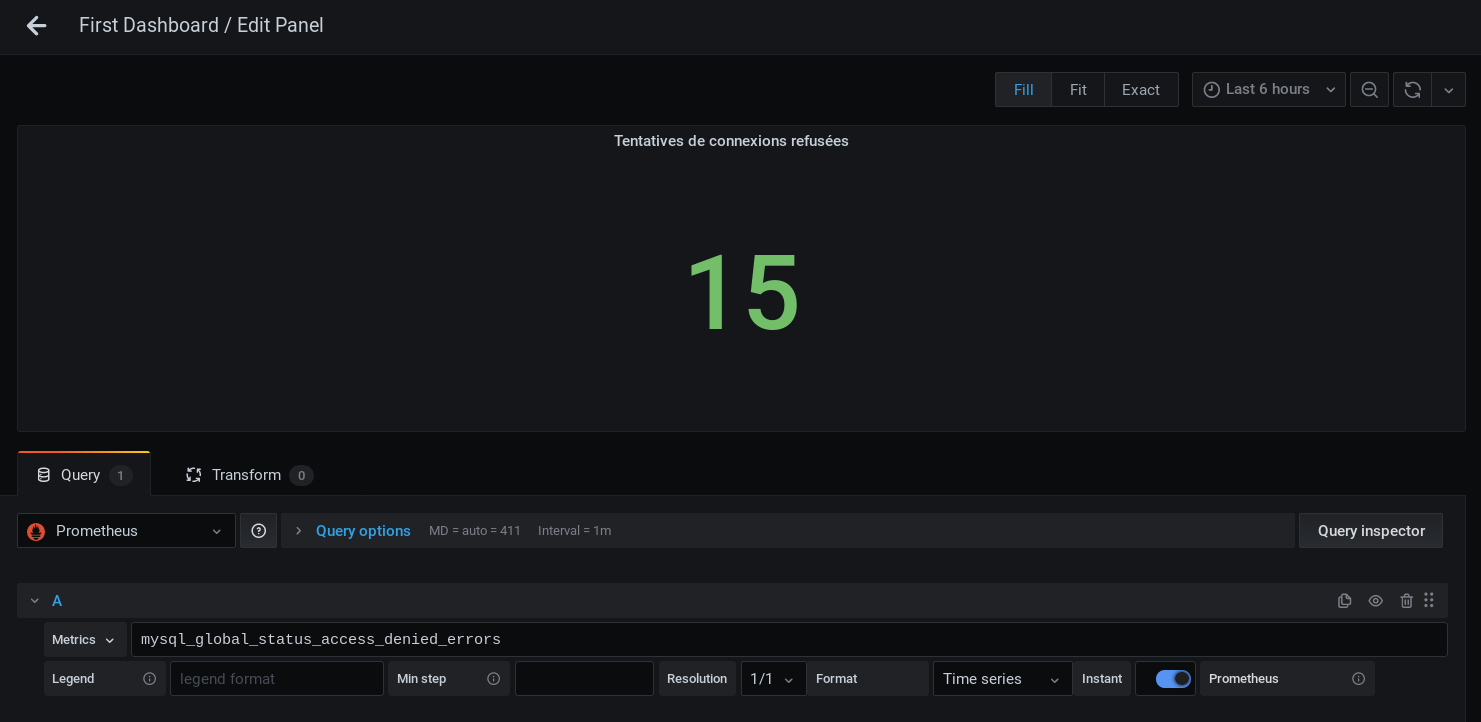 First Dashboard / Edit Panel
Fill Fit Exact Last 6 hours
Tentatives de connexions refusées
15
Query 1 Transform 0
Prometheus Query options MD = auto = 411 Interval = 1m Query inspector
A
Metrics mysql_global_status_access_denied_errors
Legend legend format Min step Resolution 1/1 Format Time series Instant Prometheus